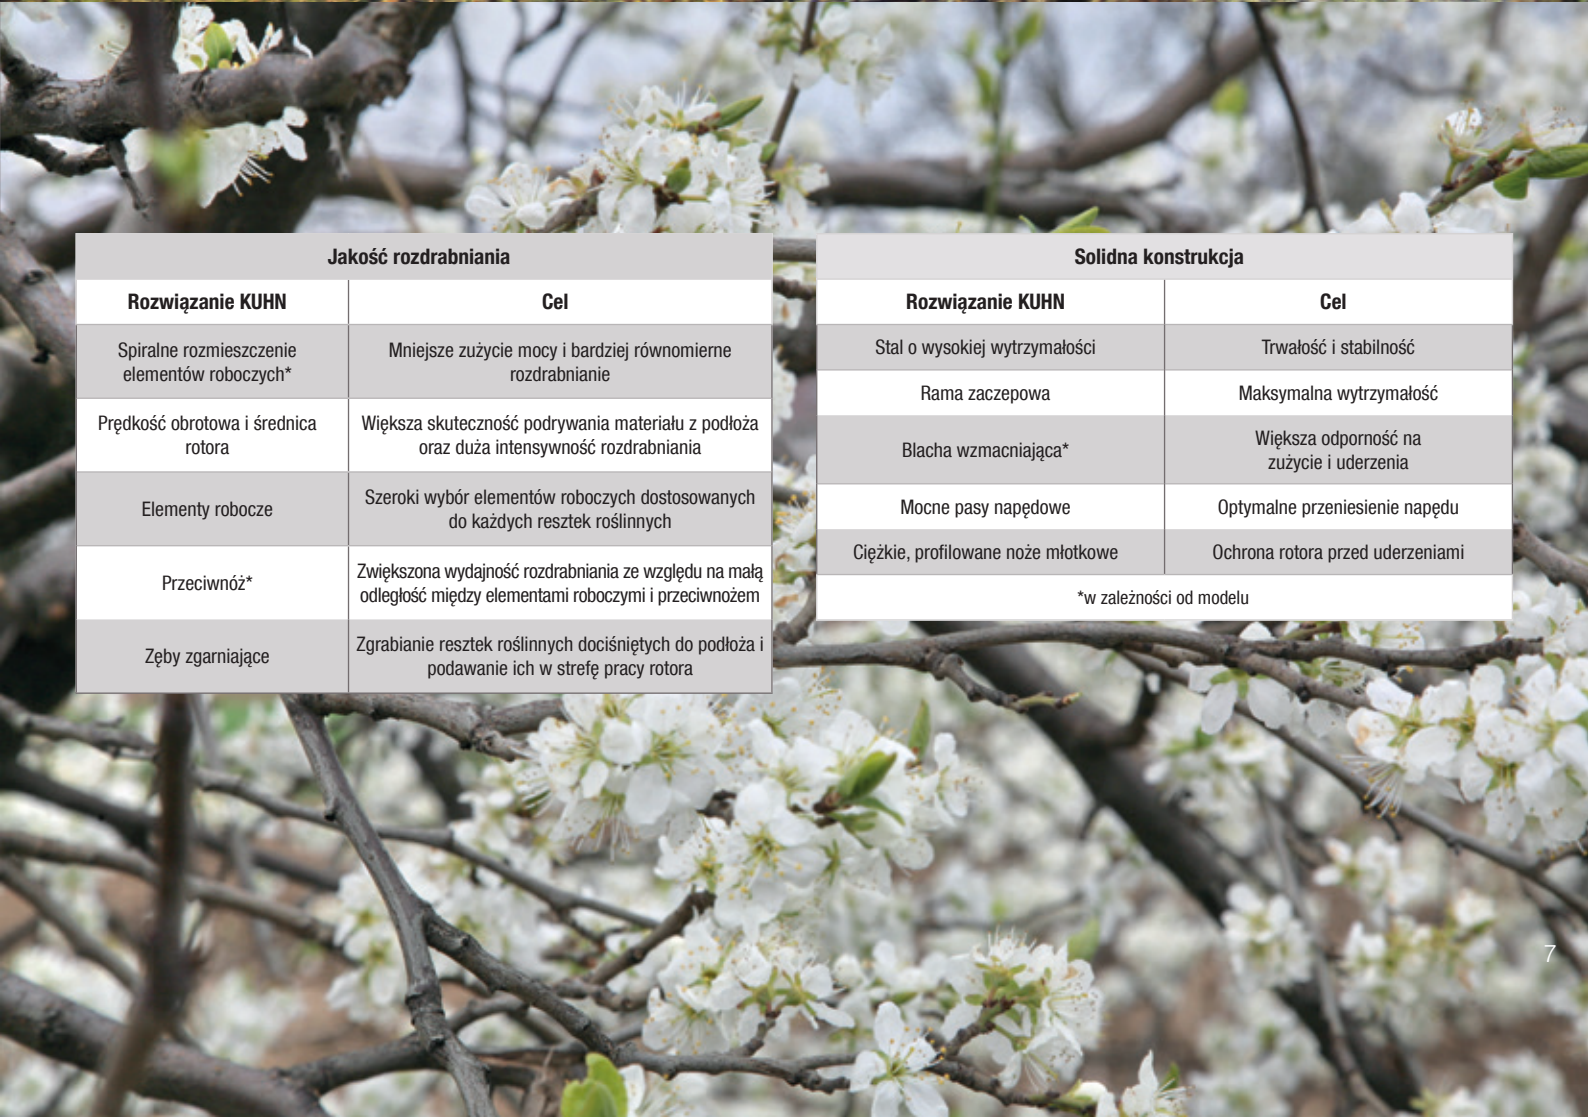 Jakość rozdrabniania
Rozwiązanie KUHN
Cel
Spiralne rozmieszczenie
elementów roboczych*
Mniejsze zużycie mocy i bardziej równomierne
rozdrabnianie
Prędkość obrotowa i średnica
rotora
Większa skuteczność podrywania materiału z podłoża
oraz duża intensywność rozdrabniania
Elementy robocze
Szeroki wybór elementów roboczych dostosowanych
do każdych resztek roślinnych
Przeciwnóż*
Zwiększona wydajność rozdrabniania ze względu na małą
odległość między elementami roboczymi i przeciwnożem
Zęby zgarniające
Zgrabianie resztek roślinnych dociśniętych do podłoża i
podawanie ich w strefę pracy rotora
Solidna konstrukcja
Rozwiązanie KUHN
Cel
Stal o wysokiej wytrzymałości
Trwałość i stabilność
Rama zaczepowa
Maksymalna wytrzymałość
Blacha wzmacniająca*
Większa odporność na
zużycie i uderzenia
Mocne pasy napędowe
Optymalne przeniesienie napędu
Ciężkie, profilowane noże młotkowe
Ochrona rotora przed uderzeniami
*w zależności od modelu
7